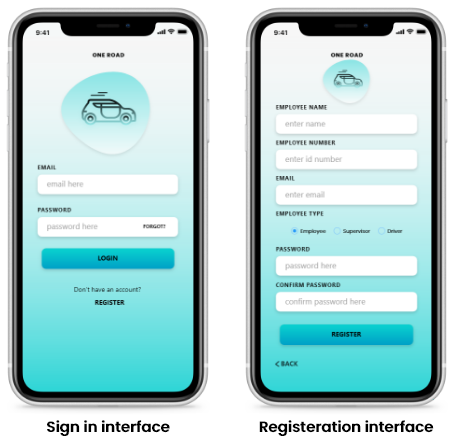 9:41
ONE ROAD
EMAIL
email here
PASSWORD
password here FORGOT?
LOGIN
Don't have an account?
REGISTER
Sign in interface
9:41
ONE ROAD
EMPLOYEE NAME
enter name
EMPLOYEE NUMBER
enter id number
EMAIL
enter email
EMPLOYEE TYPE
Employee Supervisor Driver
PASSWORD
password here
CONFIRM PASSWORD
confirm password here
REGISTER
BACK
Registeration interface